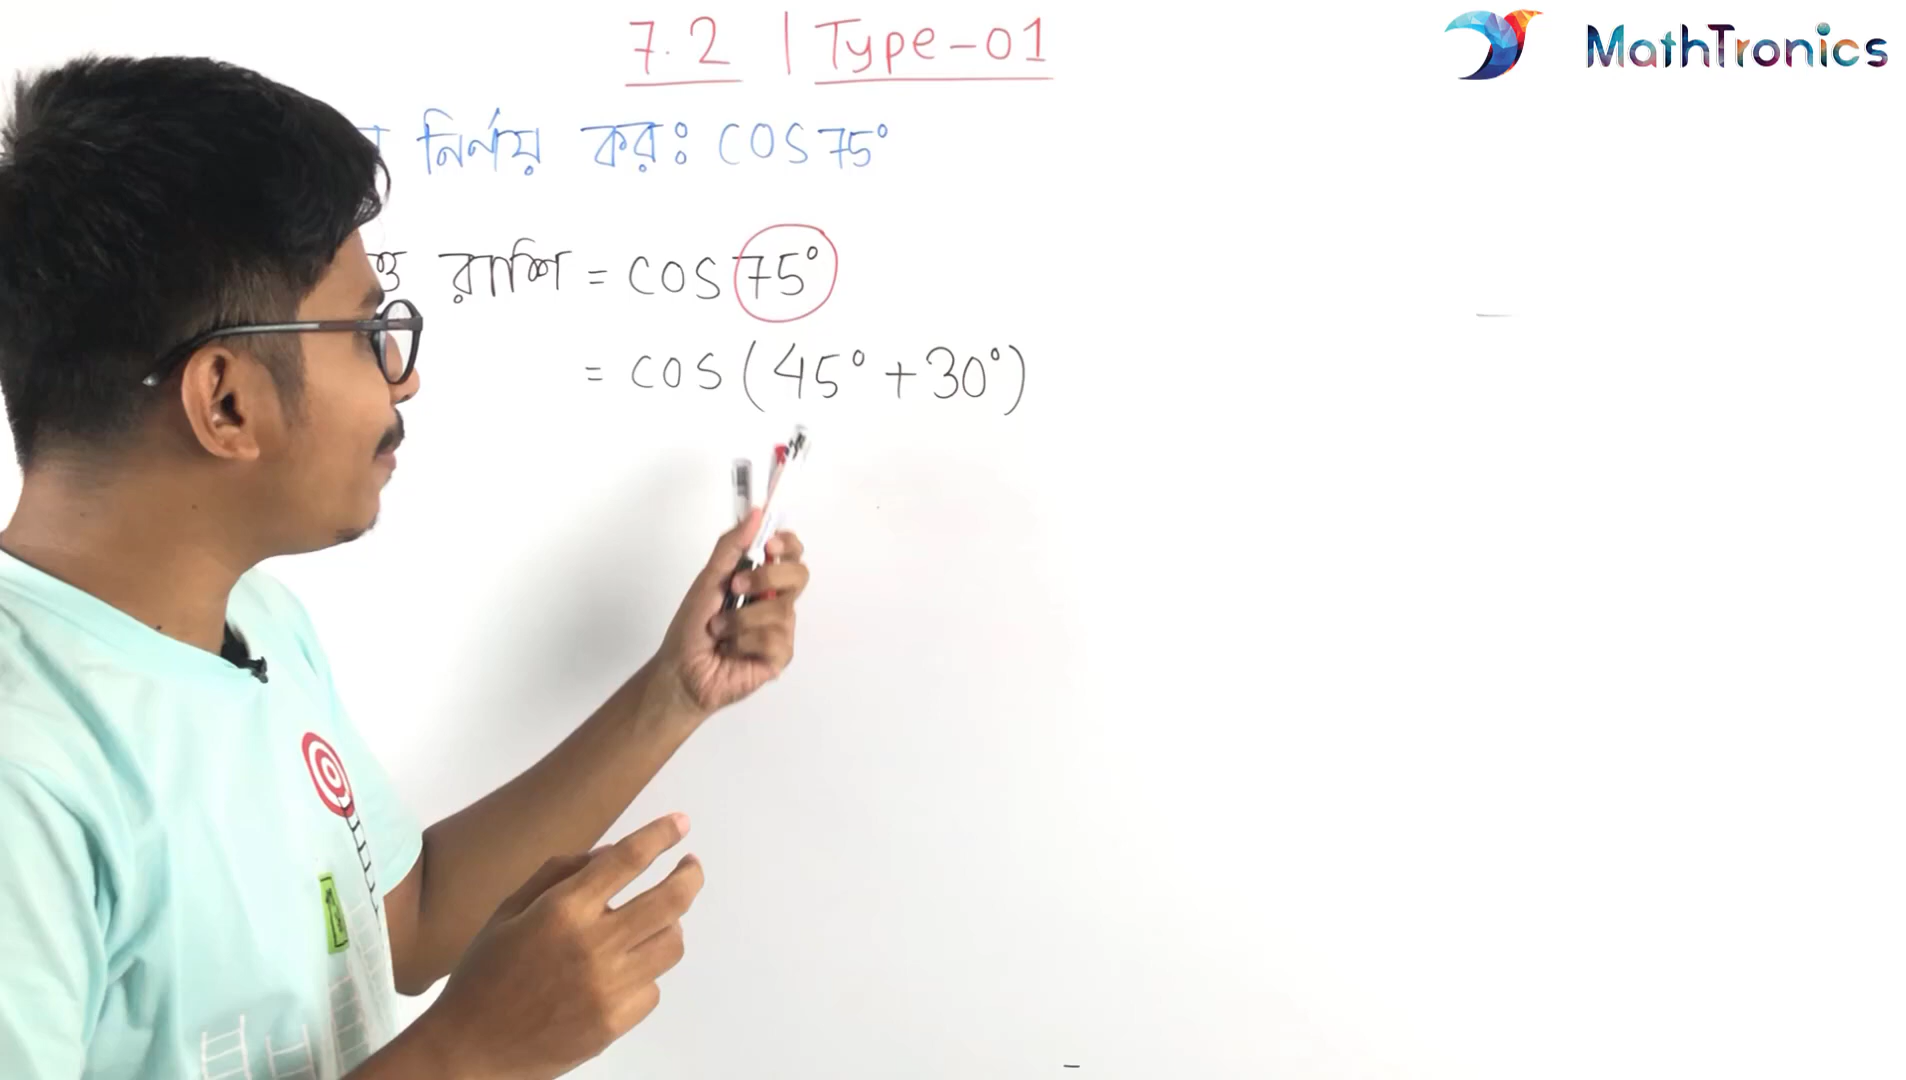 7.2 | Type-01
MathTronics
নির্ণয় কর: cos 75°
রাশি = cos 75°
= cos (45° + 30°)